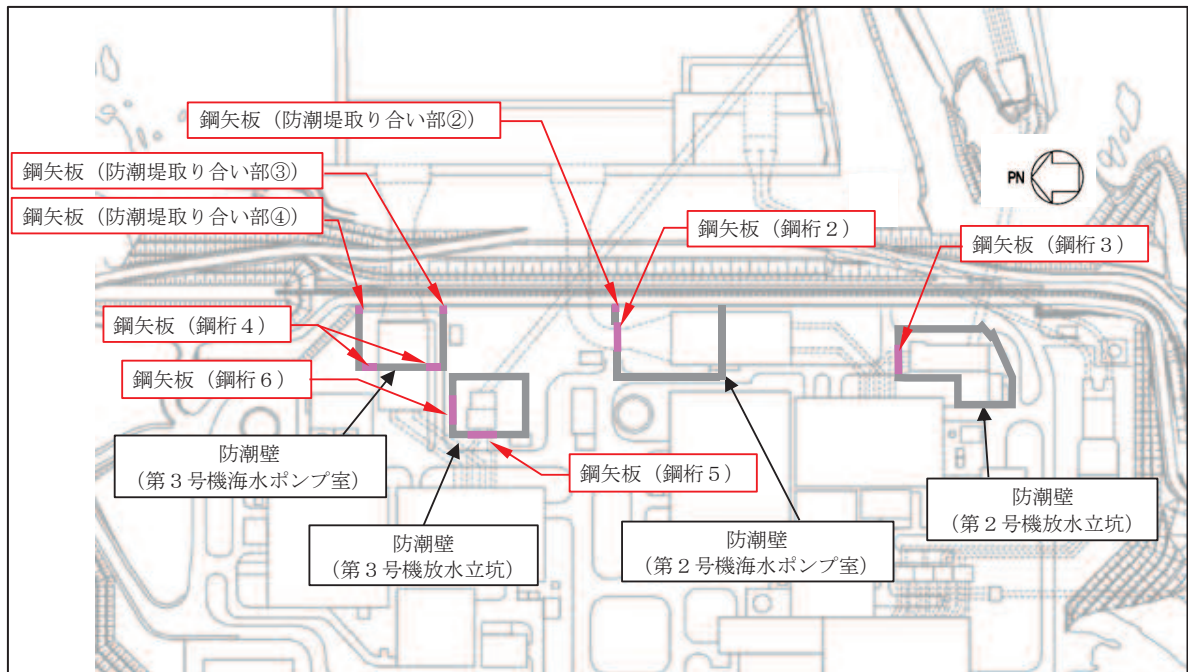 鋼矢板（防潮堤取り合い部②）
鋼矢板（防潮堤取り合い部③）
鋼矢板（防潮堤取り合い部④）
PN
鋼矢板（鋼桁２）
鋼矢板（鋼桁３）
鋼矢板（鋼桁４）
鋼矢板（鋼桁６）
防潮壁
（第３号機海水ポンプ室）
鋼矢板（鋼桁５）
防潮壁
（第３号機放水立坑）
防潮壁
（第２号機海水ポンプ室）
防潮壁
（第２号機放水立坑）